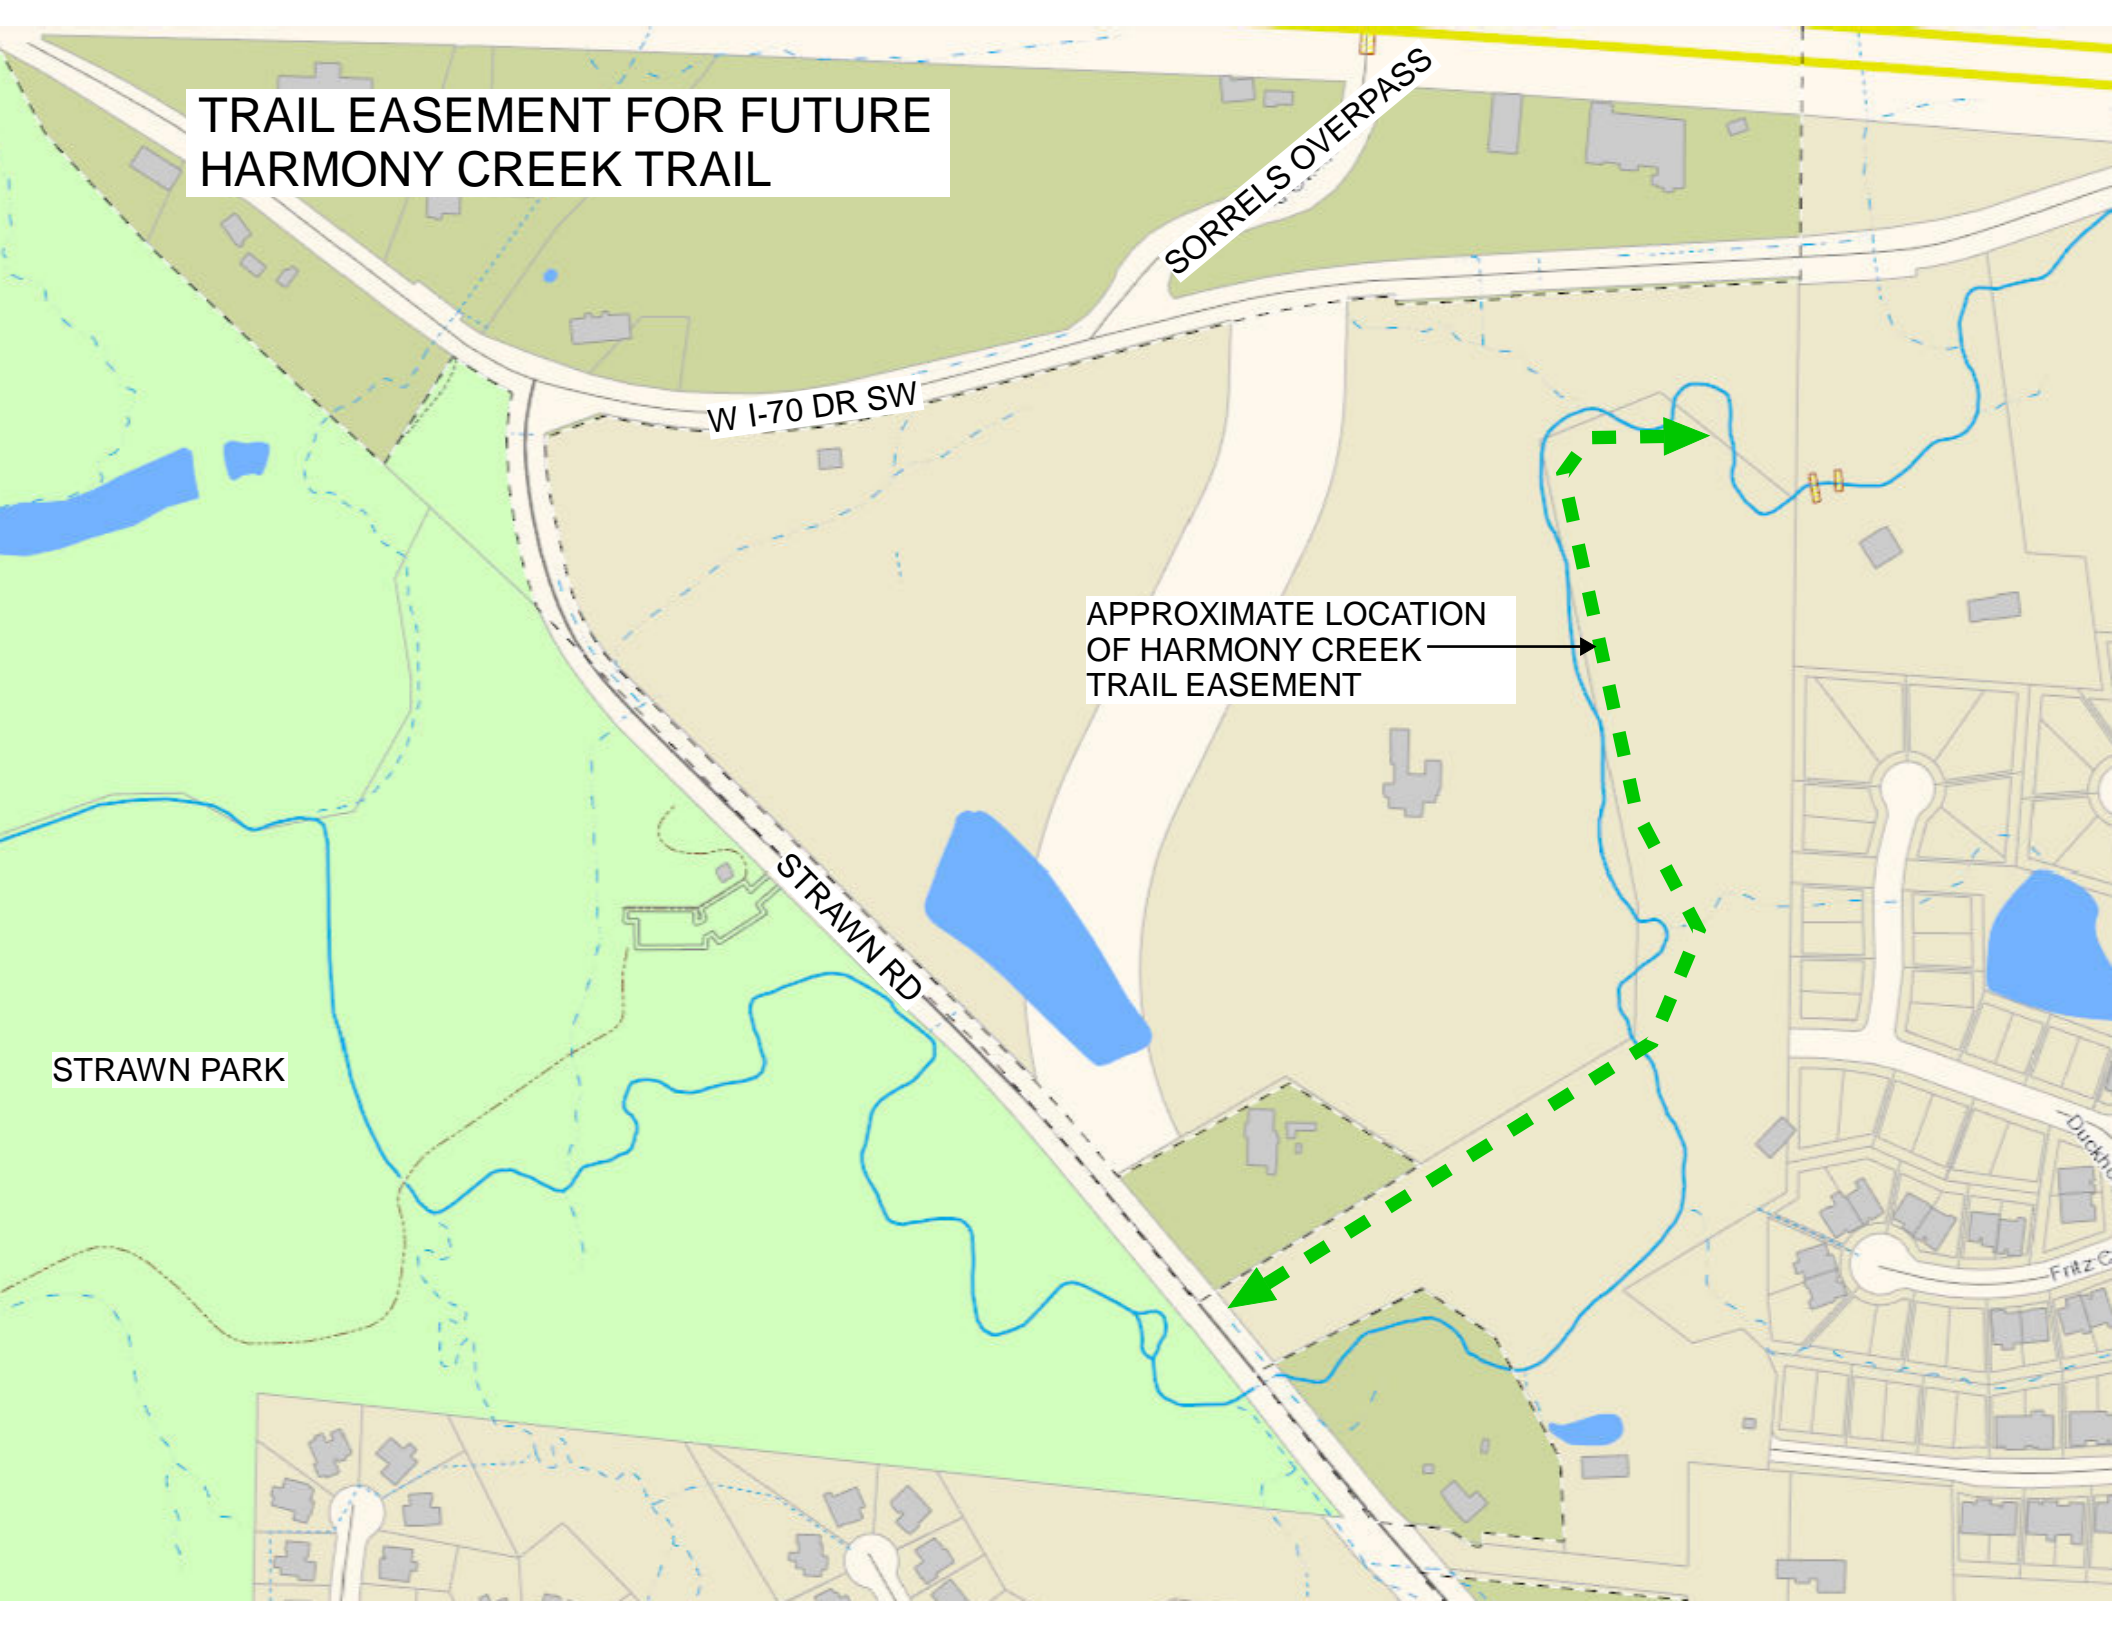 TRAIL EASEMENT FOR FUTURE
HARMONY CREEK TRAIL
SORRELS OVERPASS
W I-70 DR SW
APPROXIMATE LOCATION
OF HARMONY CREEK
TRAIL EASEMENT
STRAWN RD
STRAWN PARK
Fritz C